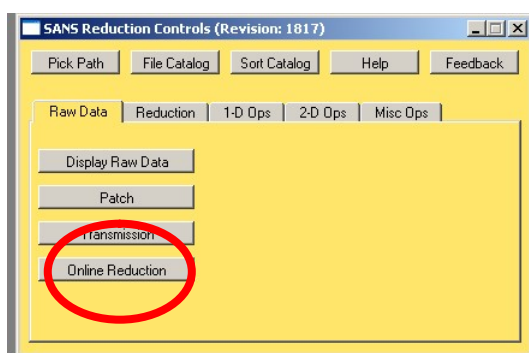 SANS Reduction Controls (Revision: 1817)
Pick Path File Catalog Sort Catalog Help Feedback
Raw Data Reduction 1-D Ops 2-D Ops Misc Ops
Display Raw Data
Patch
Transmission
Online Reduction